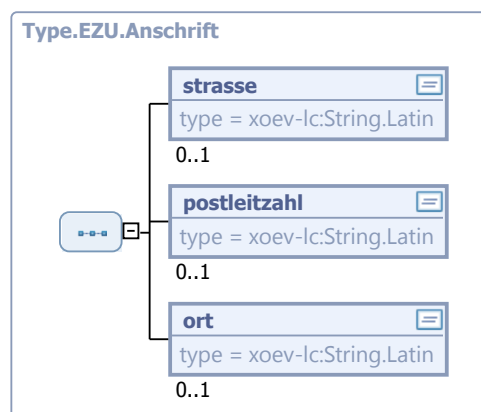 Type.EZU.Anschrift
strasse
type = xoev-lc:String.Latin
0..1
postleitzahl
type = xoev-lc:String.Latin
0..1
ort
type = xoev-lc:String.Latin
0..1